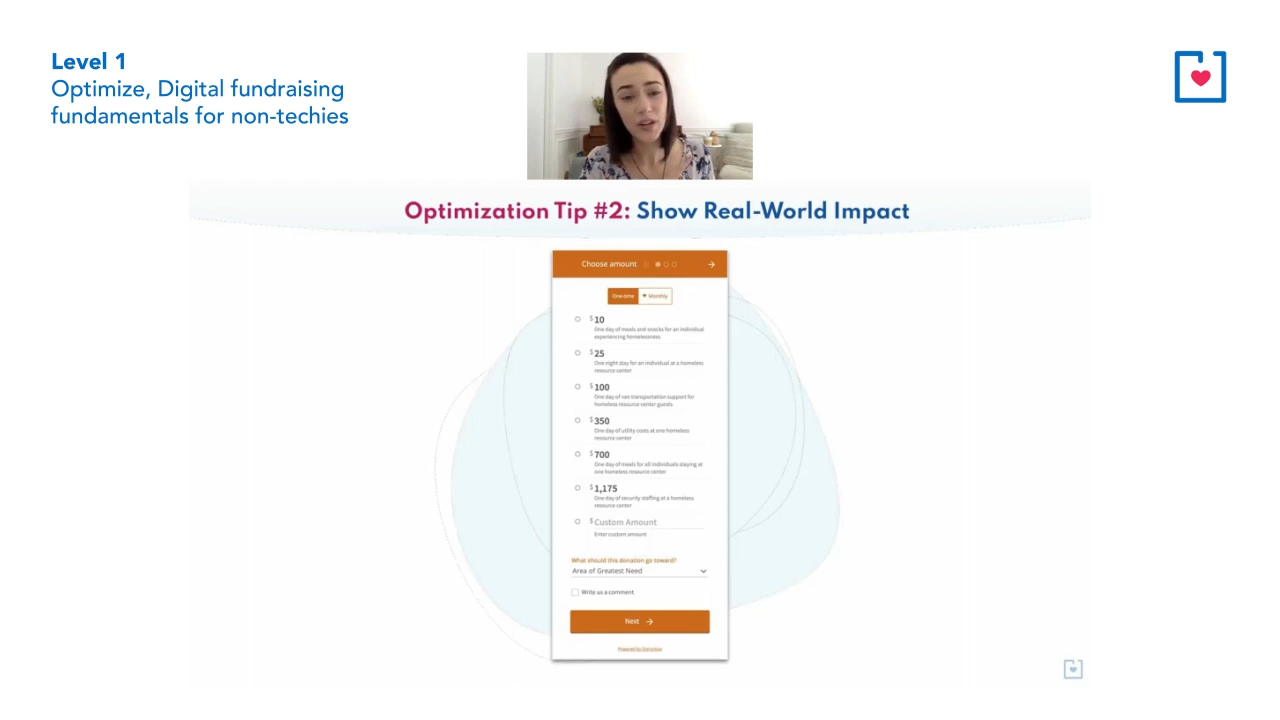 Level 1
Optimize, Digital fundraising
fundamentals for non-techies
Optimization Tip #2: Show Real-World Impact
Choose amount
One-time
Monthly
$10
One day of meals and snacks for an individual
experiencing homelessness
$25
One night stay for an individual at a homeless
resource center
$100
One day of van transportation support for
homeless resource center guests
$350
One day of utility costs at one homeless
resource center
$700
One day of meals for all individuals staying at
one homeless resource center
$1,175
One day of security staffing at a homeless
resource center
$Custom Amount
Enter custom amount
What should this donation go toward?
Area of Greatest Need
Write us a comment
Next
Powered by Donorbox